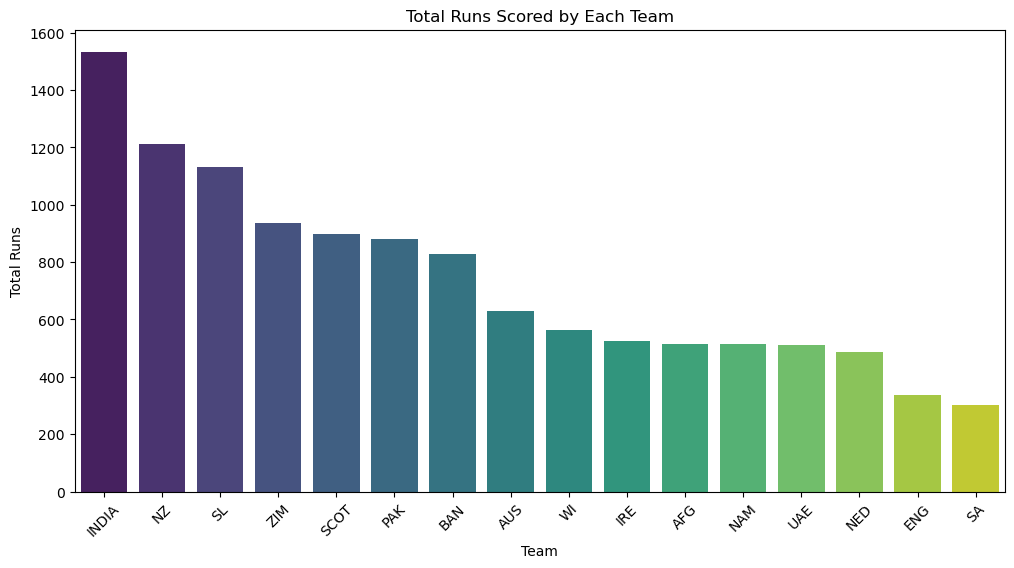 Total Runs Scored by Each Team
1600
1400
1200
1000
800
600
400
200
0
Total Runs
INDIA
NZ
SL
ZIM
SCOT
PAK
BAN
AUS
WI
IRE
AFG
NAM
UAE
NED
ENG
SA
Team